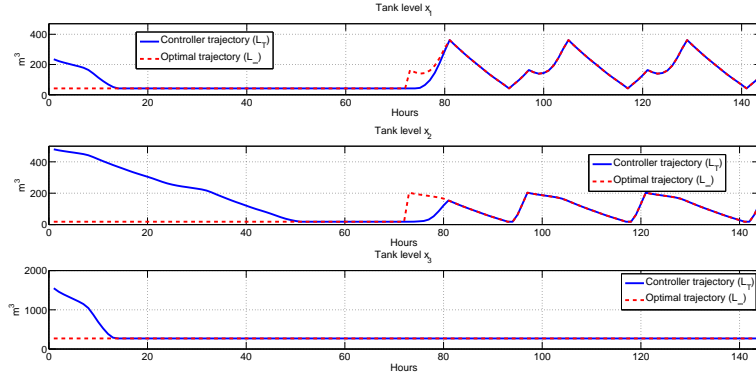 Tank level x1
400
200
0
m3
Controller trajectory (LT)
Optimal trajectory (L_)
0 20 40 60 80 100 120 140
Hours
Tank level x2
400
200
0
m3
Controller trajectory (LT)
Optimal trajectory (L_)
0 20 40 60 80 100 120 140
Hours
Tank level x3
2000
1000
0
m3
Controller trajectory (LT)
Optimal trajectory (L_)
0 20 40 60 80 100 120 140
Hours